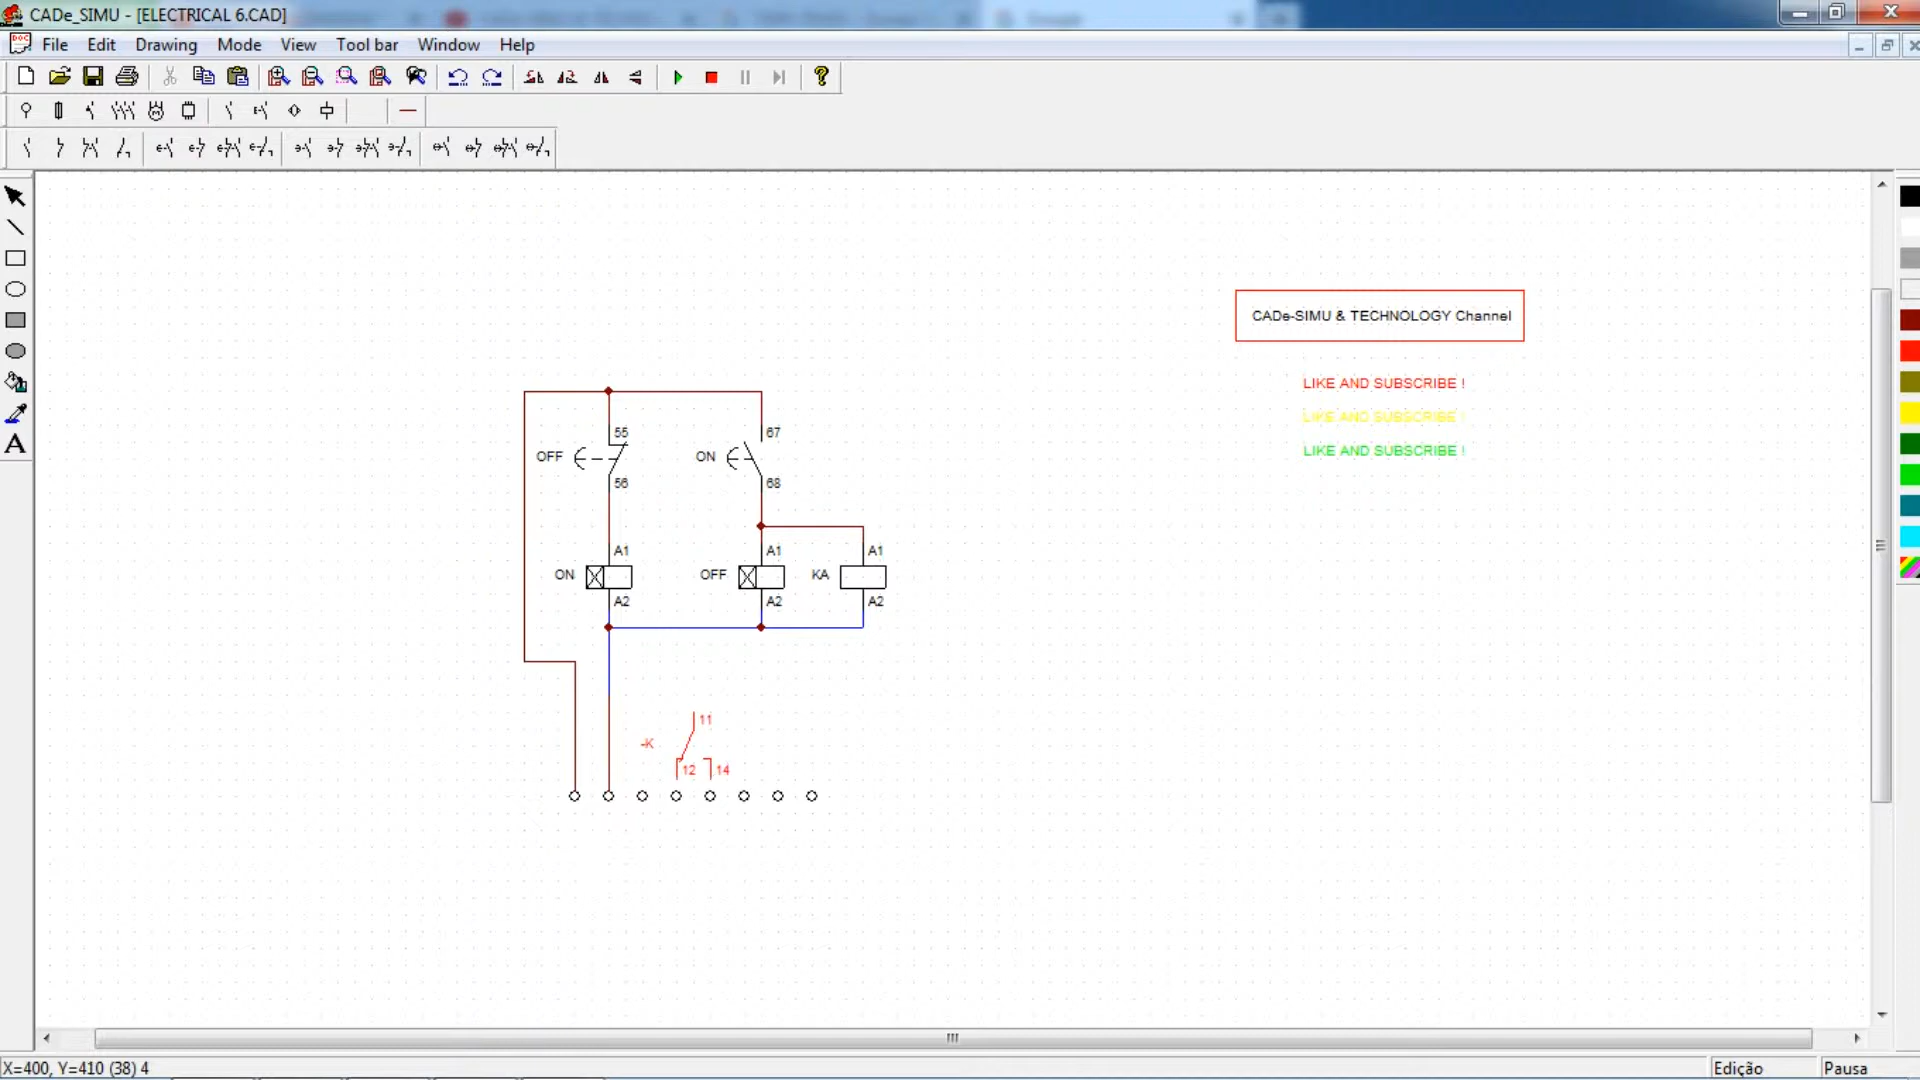 CADe_SIMU - [ELECTRICAL 6.CAD]
File Edit Drawing Mode View Tool bar Window Help
CADe-SIMU & TECHNOLOGY Channel
LIKE AND SUBSCRIBE !
LIKE AND SUBSCRIBE !
LIKE AND SUBSCRIBE !
55 67
OFF ON
56 68
A1 A1 A1
ON OFF KA
A2 A2 A2
11
-K
12 14
X=400, Y=410 (38) 4
Edição Pausa